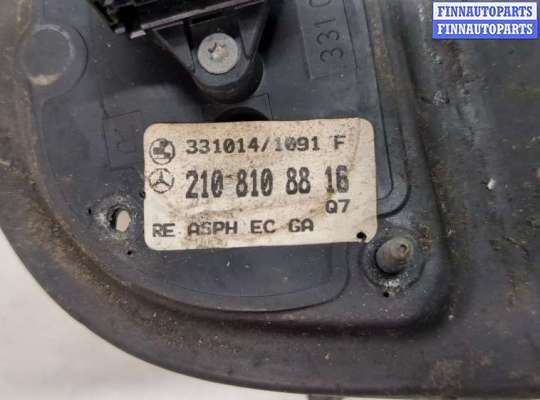 FINNAUTOPARTS
FINNAUTOPARTS
331014/1091 F
210 810 88 16
Q7
RE ASPH EC GA